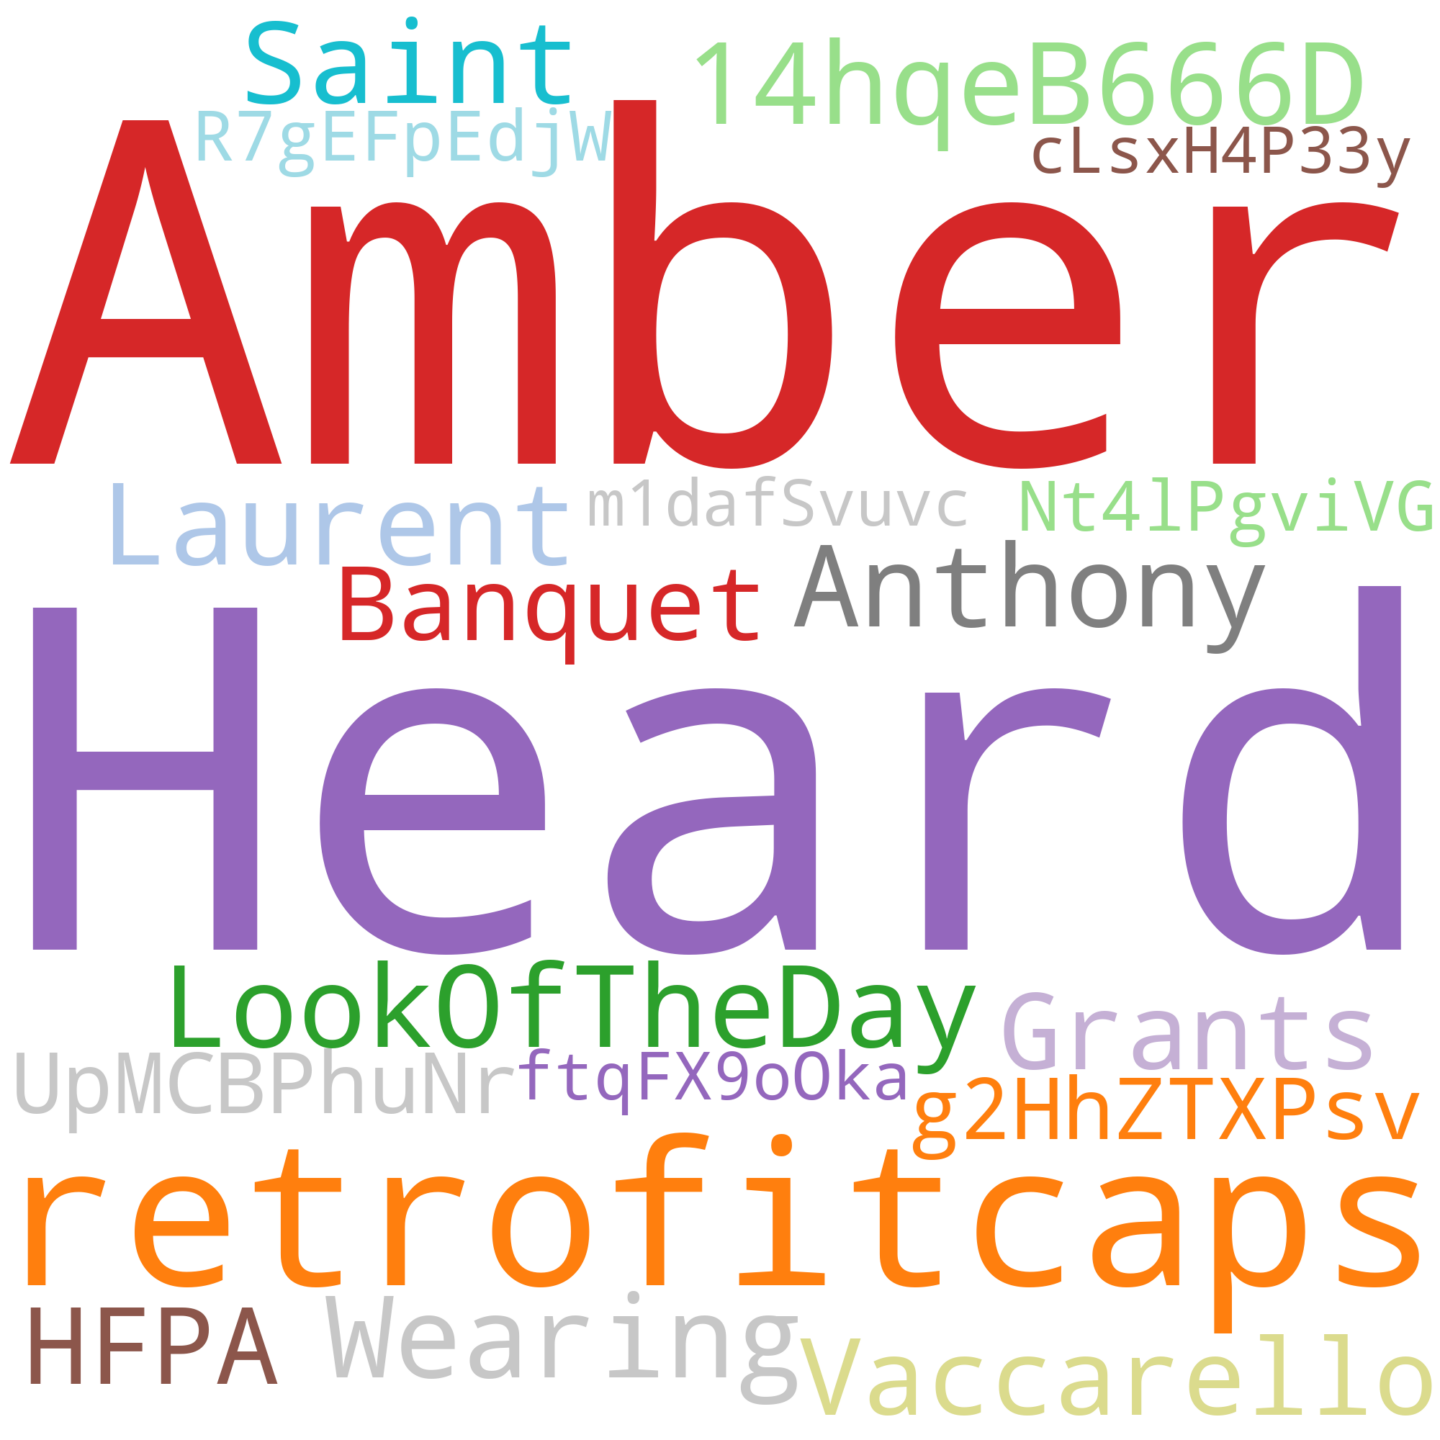 Saint
14hqeB666D
R7gEFpEdjW
cLsxH4P33y
Amber
Laurent
m1dafSvuvc
Nt4lPgviVG
Banquet
Anthony
Heard
LookOfTheDay
Grants
UpMCBPhuNr
ftqFX9oOka
g2HhZTXPsv
retrofitcaps
HFPA
Wearing
Vaccarello